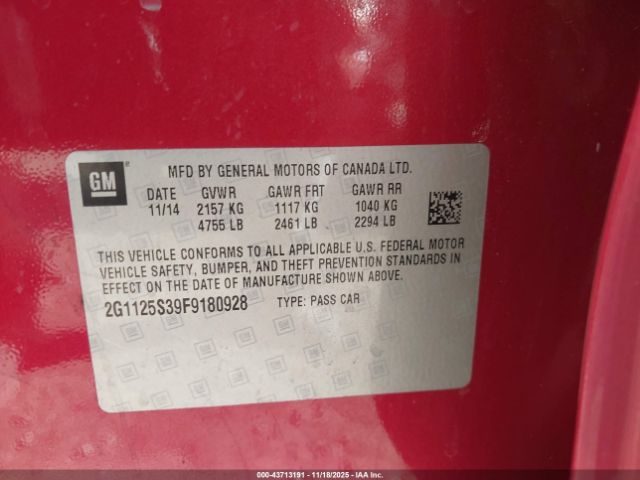 GM
MFD BY GENERAL MOTORS OF CANADA LTD.
DATE GVWR GAWR FRT GAWR RR
11/14 2157 KG 1117 KG 1040 KG
4755 LB 2461 LB 2294 LB
THIS VEHICLE CONFORMS TO ALL APPLICABLE U.S. FEDERAL MOTOR
VEHICLE SAFETY, BUMPER, AND THEFT PREVENTION STANDARDS IN
EFFECT ON THE DATE OF MANUFACTURE SHOWN ABOVE.
2G1125S39F9180928 TYPE: PASS CAR
000-43713191 - 11/18/2025 - IAA Inc.